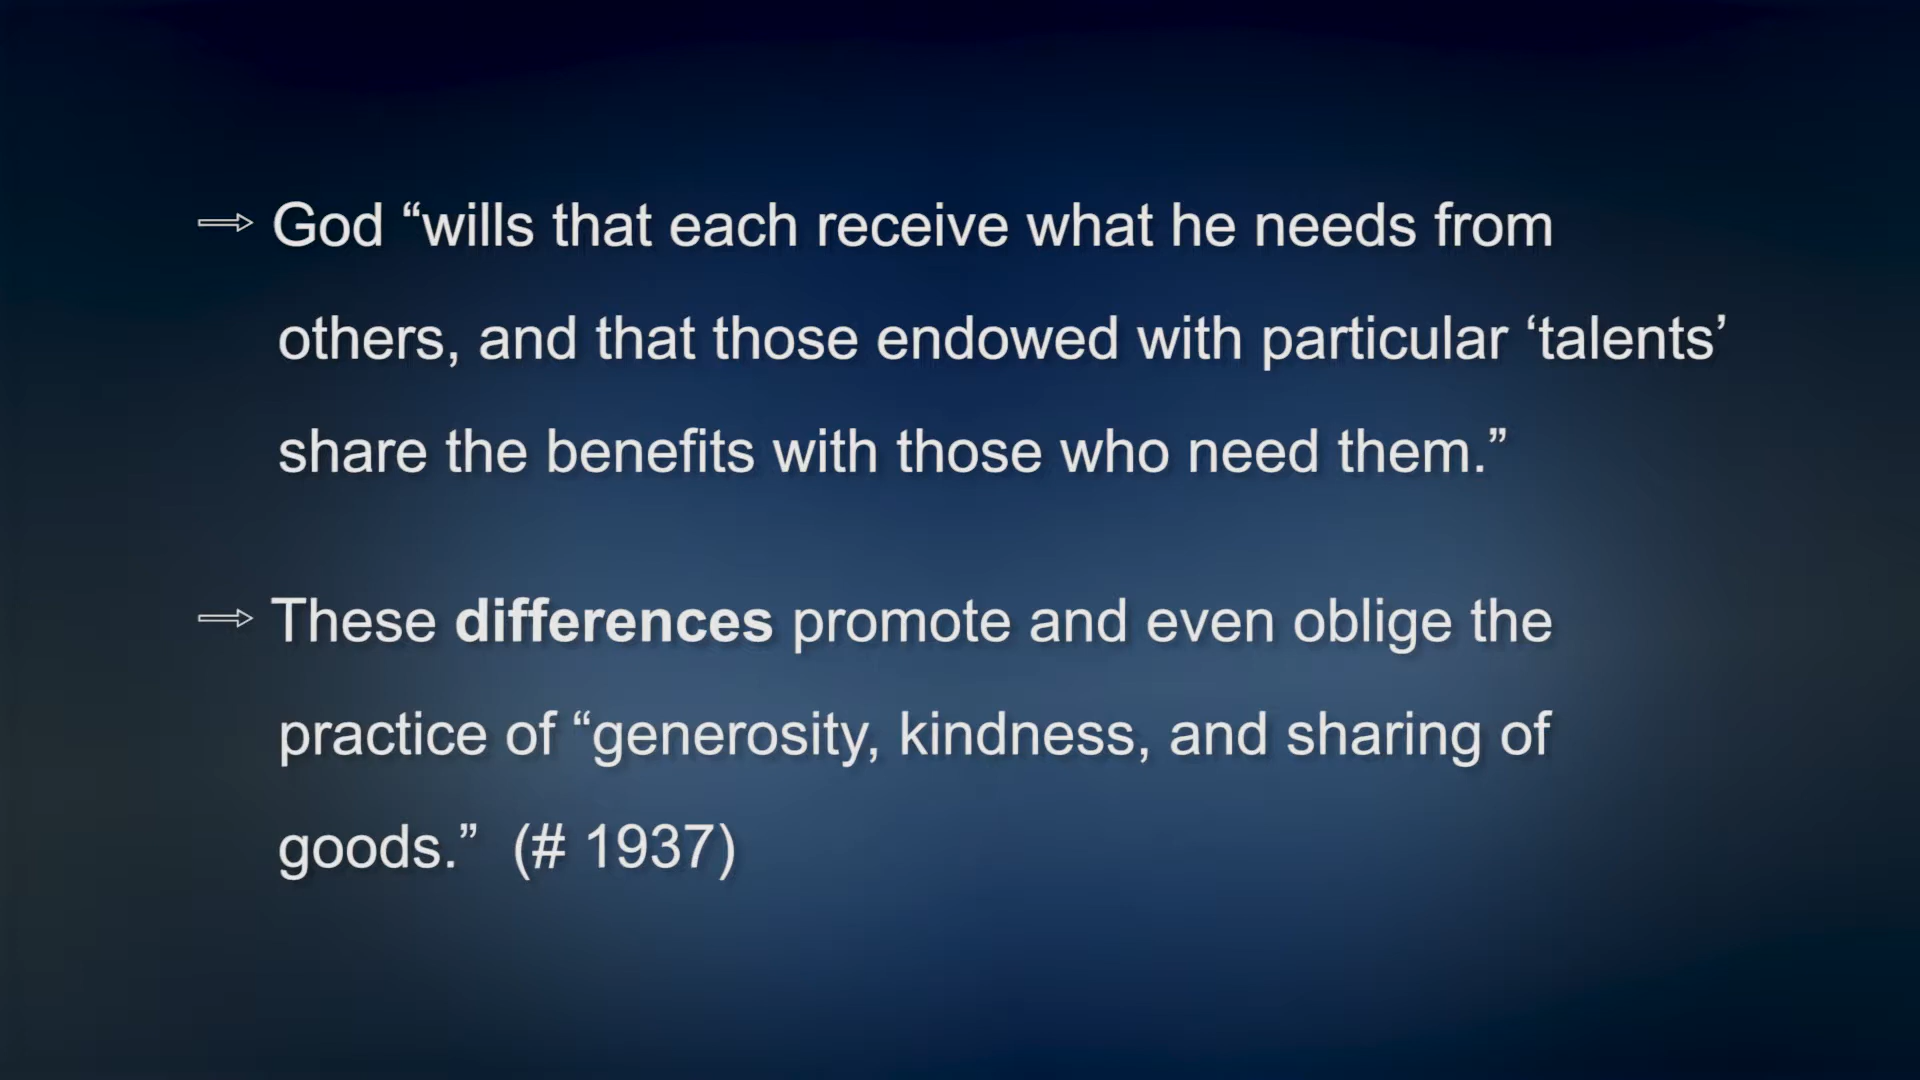 ⇒ God “wills that each receive what he needs from
others, and that those endowed with particular ‘talents’
share the benefits with those who need them.”
⇒ These differences promote and even oblige the
practice of “generosity, kindness, and sharing of
goods.” (# 1937)